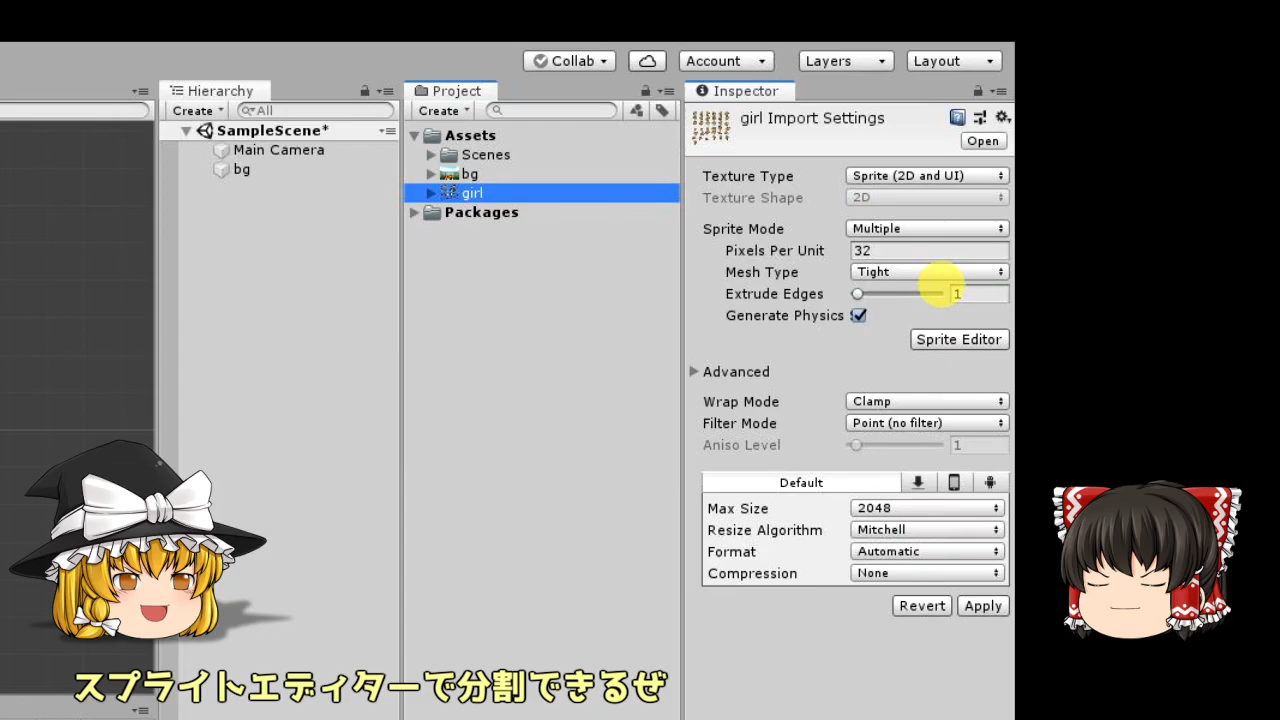 Collab
Account
Layers
Layout
Hierarchy
Create
All
SampleScene*
Main Camera
bg
Project
Create
Assets
Scenes
bg
girl
Packages
Inspector
girl Import Settings
Open
Texture Type Sprite (2D and UI)
Texture Shape 2D
Sprite Mode Multiple
Pixels Per Unit 32
Mesh Type Tight
Extrude Edges 1
Generate Physics
Sprite Editor
Advanced
Wrap Mode Clamp
Filter Mode Point (no filter)
Aniso Level 1
Default
Max Size 2048
Resize Algorithm Mitchell
Format Automatic
Compression None
Revert Apply
スプライトエディターで分割できるぜ